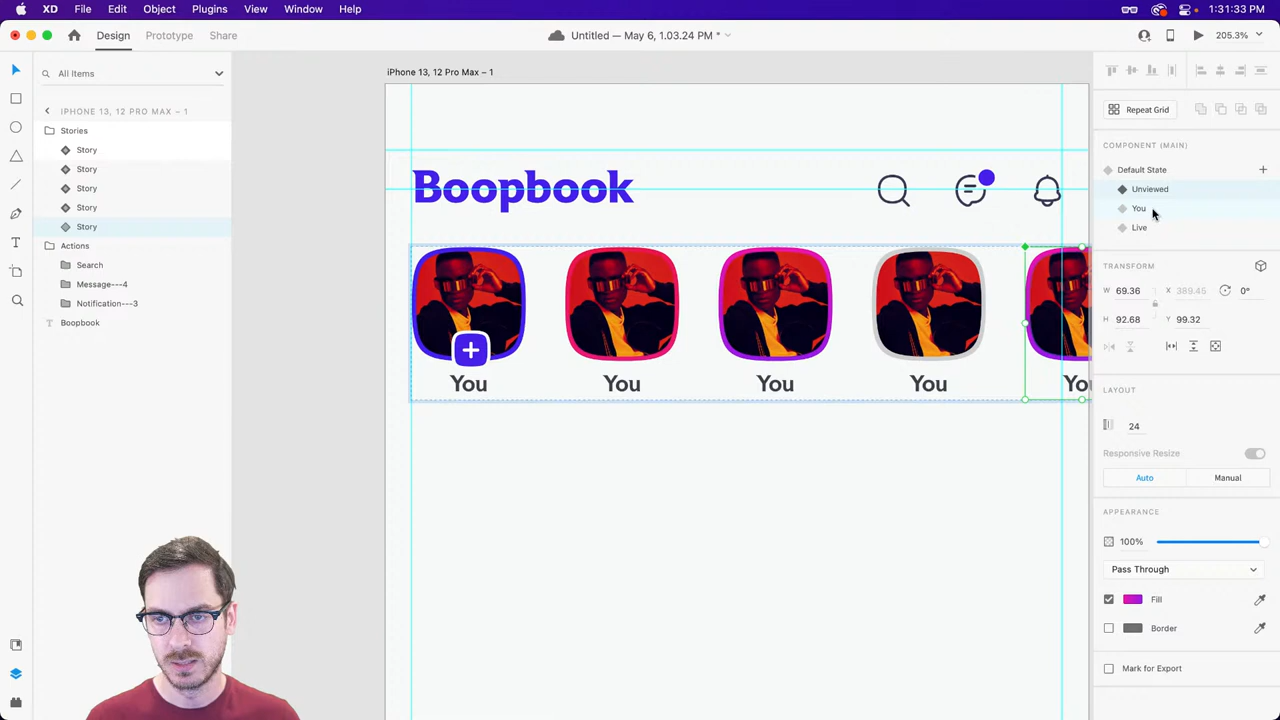 XD File Edit Object Plugins View Window Help 1:31:33 PM
Design Prototype Share Untitled — May 6, 1.03.24 PM * 205.3%
All Items
IPHONE 13, 12 PRO MAX – 1
Stories
Story
Story
Story
Story
Story
Actions
Search
Message---4
Notification---3
T Boopbook
iPhone 13, 12 Pro Max – 1
Boopbook
You You You You Yo
Repeat Grid
COMPONENT (MAIN)
Default State
Unviewed
You
Live
TRANSFORM
W 69.36 X 389.45 0°
H 92.68 Y 99.32
LAYOUT
24
Responsive Resize
Auto Manual
APPEARANCE
100%
Pass Through
Fill
Border
Mark for Export